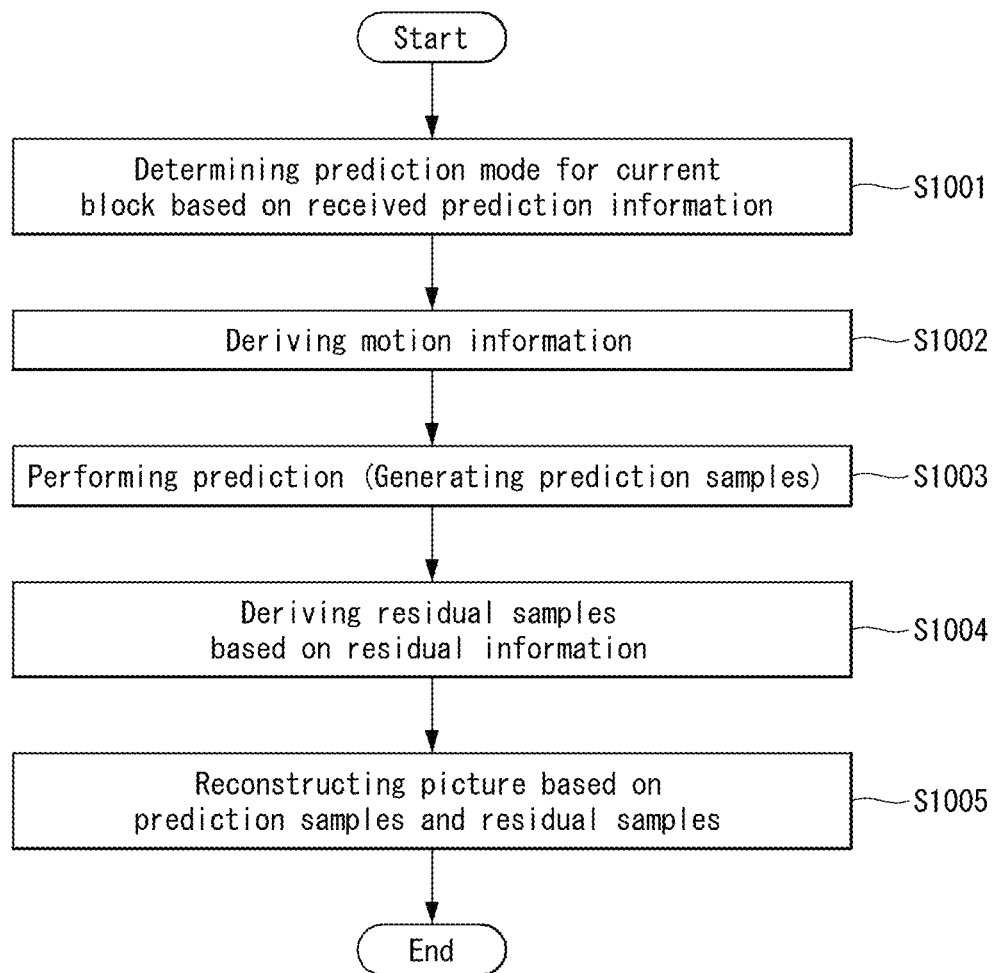 Start
Determining prediction mode for current
block based on received prediction information
S1001
Deriving motion information
S1002
Performing prediction (Generating prediction samples)
S1003
Deriving residual samples
based on residual information
S1004
Reconstructing picture based on
prediction samples and residual samples
S1005
End